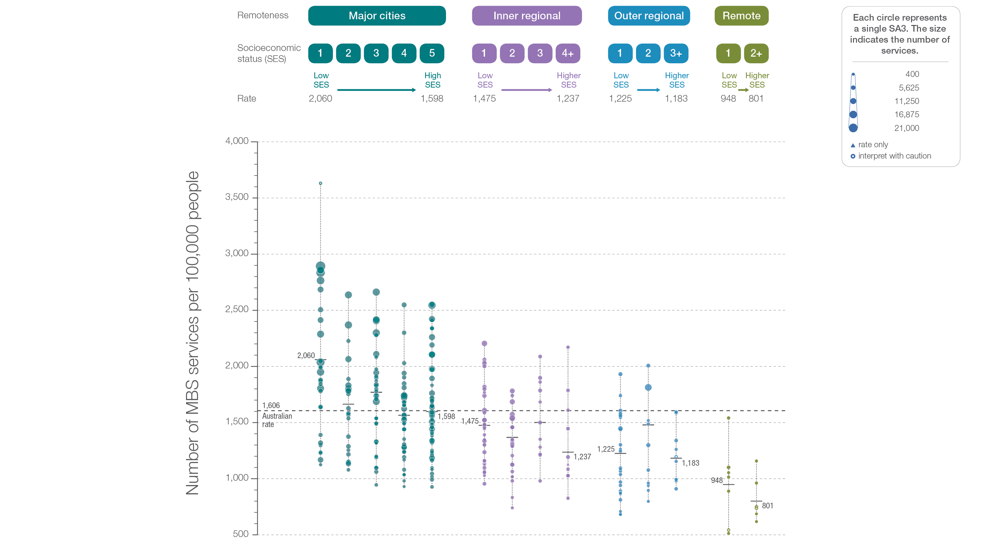 Remoteness
Major cities
Inner regional
Outer regional
Remote
Socioeconomic
status (SES)
1 2 3 4 5
1 2 3 4+
1 2 3+
1 2+
Low
SES
High
SES
Low
SES
Higher
SES
Low
SES
Higher
SES
Low
SES
Higher
SES
Rate
2,060
1,598
1,475
1,237
1,225
1,183
948
801
Each circle represents
a single SA3. The size
indicates the number of
services.
400
5,625
11,250
16,875
21,000
rate only
interpret with caution
Number of MBS services per 100,000 people
4,000
3,500
3,000
2,500
2,000
1,500
1,000
500
2,060
1,606
Australian
rate
1,598
1,475
1,237
1,225
1,183
948
801